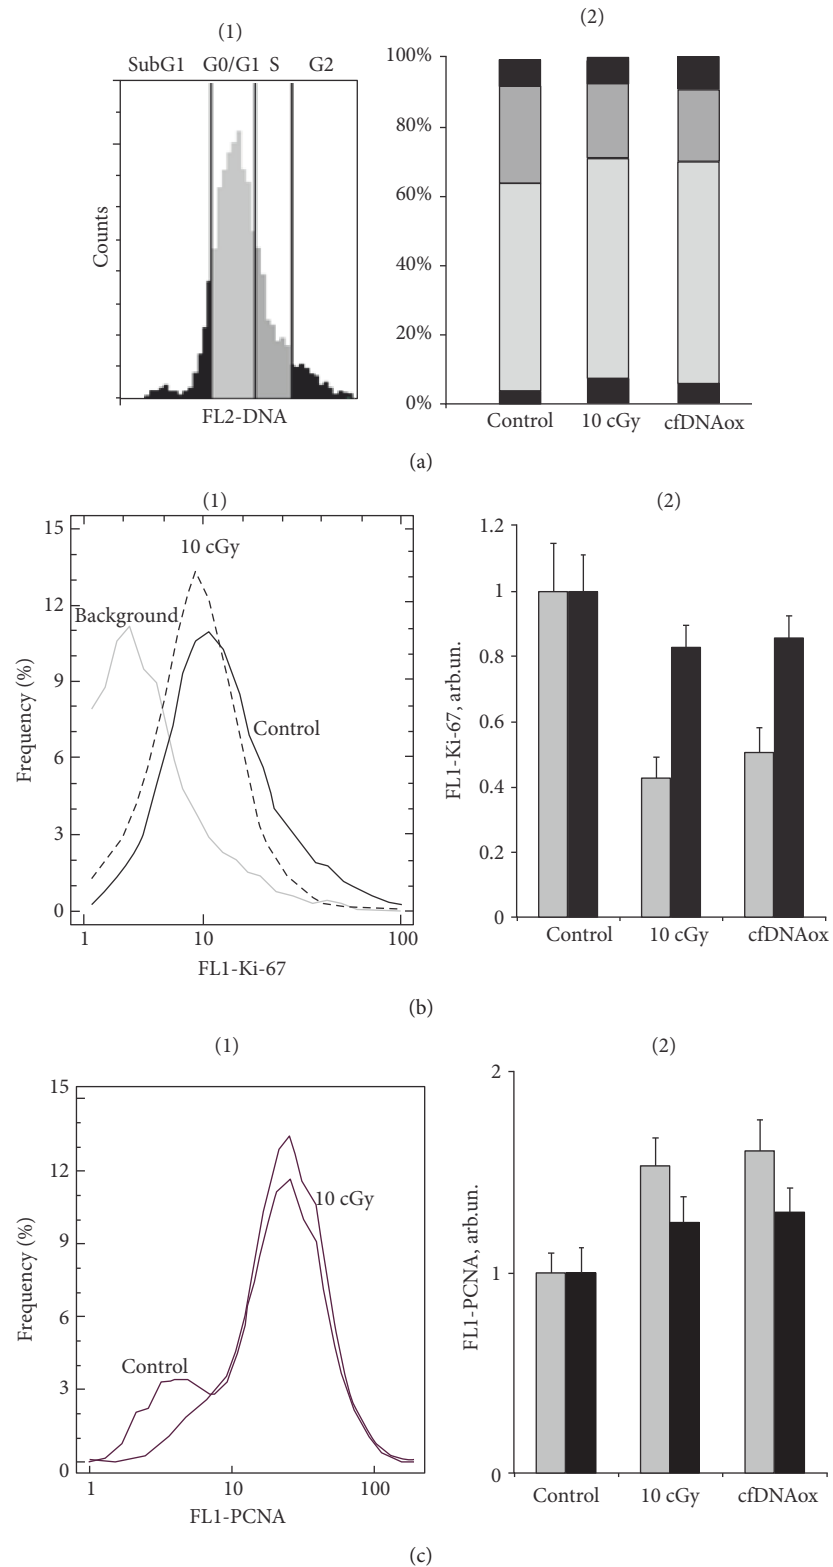 (1)
SubG1 G0/G1 S G2
Counts
FL2-DNA
(2)
100%
80%
60%
40%
20%
0%
Control 10 cGy cfDNAox
(a)
(1)
15
12
9
6
3
0
Frequency (%)
10 cGy
Background
Control
1 10 100
FL1-Ki-67
(2)
1.2
1
0.8
0.6
0.4
0.2
0
FL1-Ki-67, arb.un.
Control 10 cGy cfDNAox
(b)
(1)
15
12
9
6
3
0
Frequency (%)
10 cGy
Control
1 10 100
FL1-PCNA
(2)
2
1
0
FL1-PCNA, arb.un.
Control 10 cGy cfDNAox
(c)